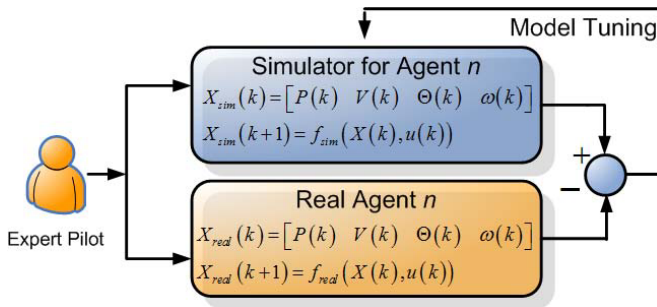 Model Tuning
Simulator for Agent n
X_sim(k)=[P(k) V(k) Θ(k) ω(k)]
X_sim(k+1)=f_sim(X(k),u(k))
+
−
Real Agent n
X_real(k)=[P(k) V(k) Θ(k) ω(k)]
X_real(k+1)=f_real(X(k),u(k))
Expert Pilot